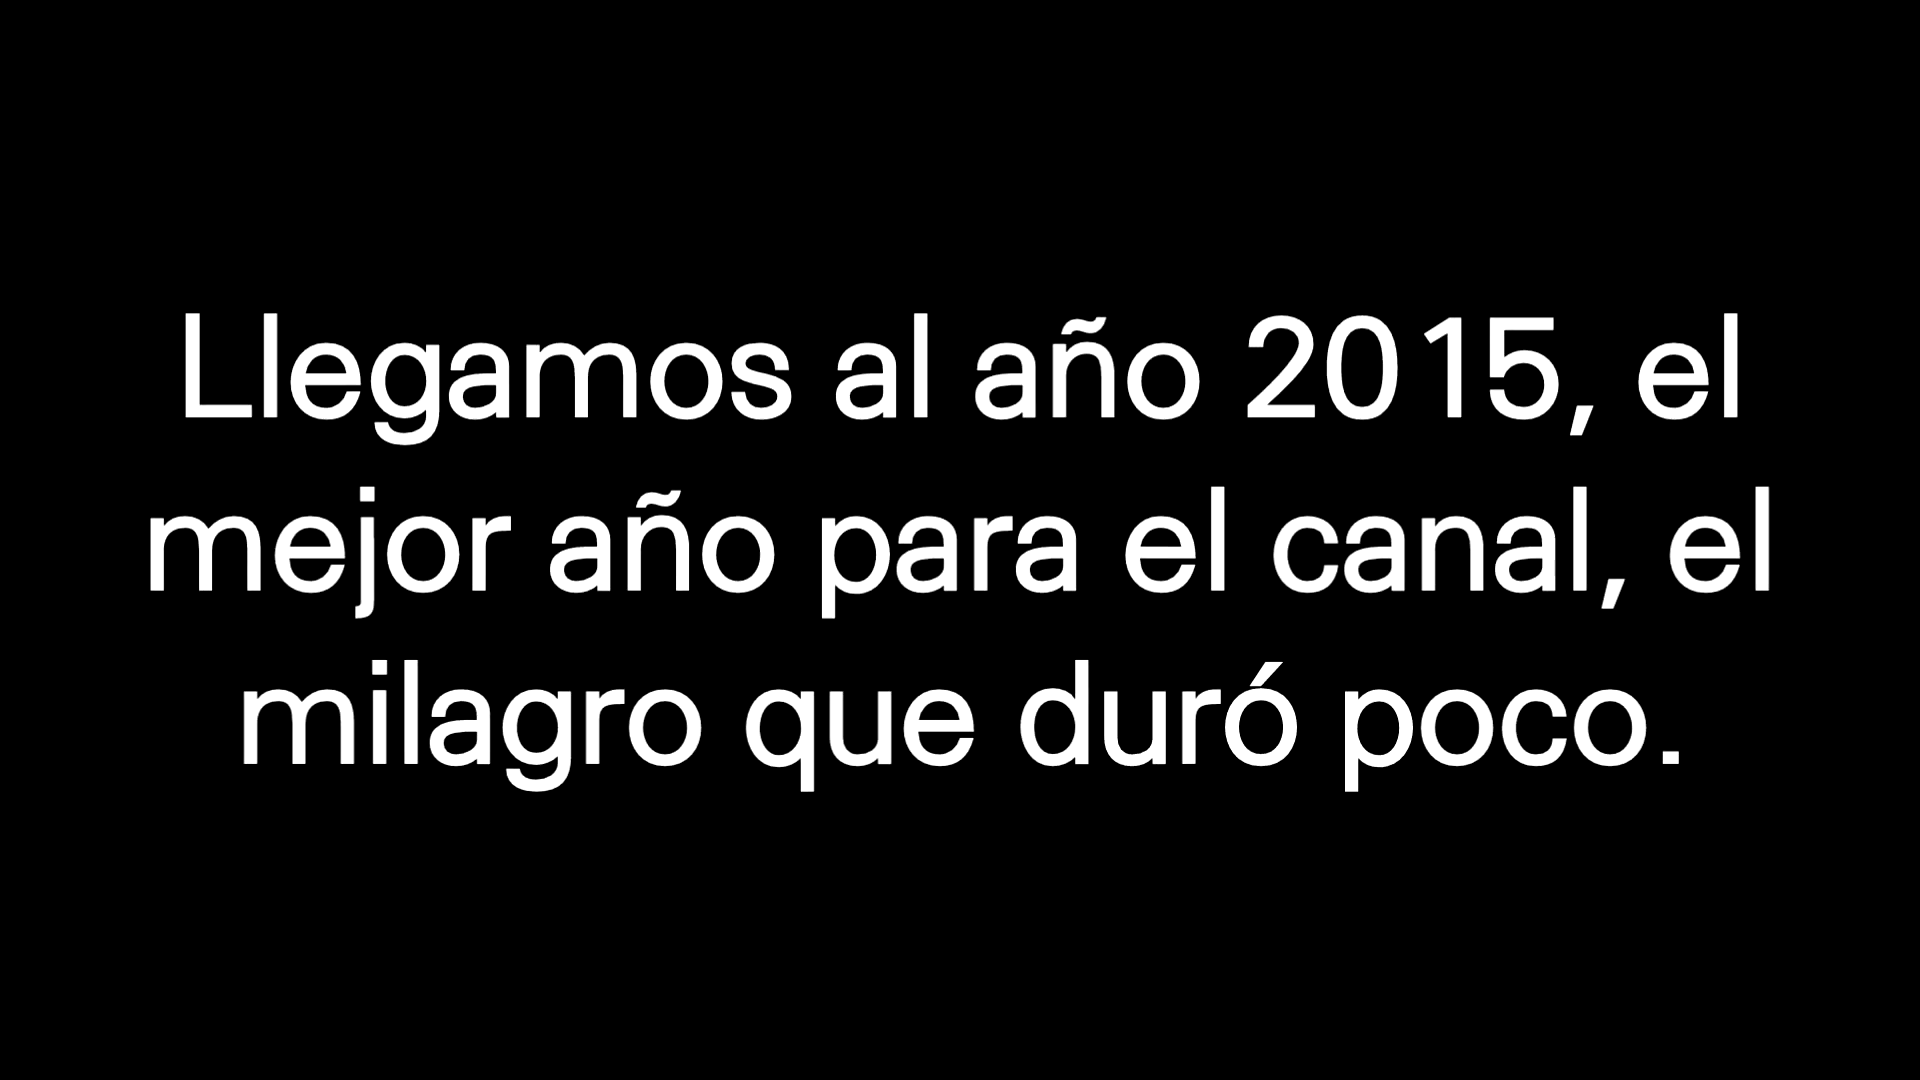 Llegamos al año 2015, el
mejor año para el canal, el
milagro que duró poco.